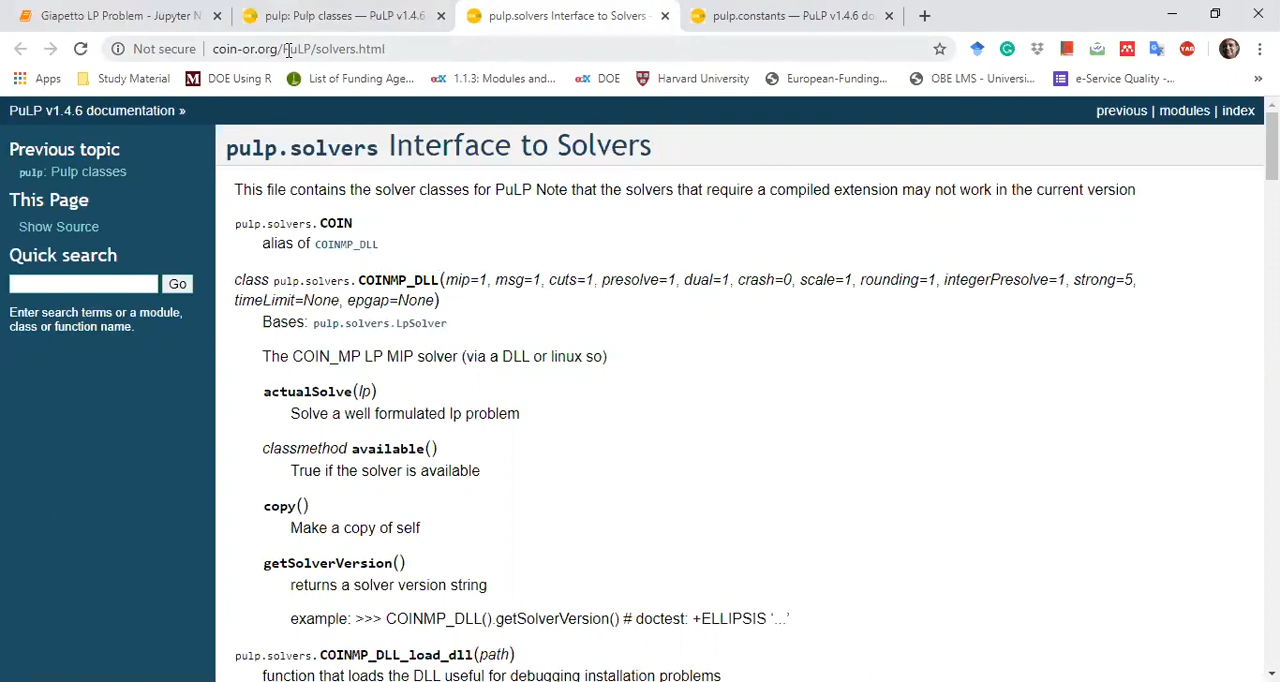 Giapetto LP Problem - Jupyter N
pulp: Pulp classes — PuLP v1.4.6
pulp.solvers Interface to Solvers -
pulp.constants — PuLP v1.4.6 do
Not secure | coin-or.org/PuLP/solvers.html
Apps Study Material DOE Using R List of Funding Age... 1.1.3: Modules and... DOE Harvard University European-Funding... OBE LMS - Universi... e-Service Quality -... »
PuLP v1.4.6 documentation »
previous | modules | index
Previous topic
pulp: Pulp classes
This Page
Show Source
Quick search
Go
Enter search terms or a module,
class or function name.
pulp.solvers Interface to Solvers
This file contains the solver classes for PuLP Note that the solvers that require a compiled extension may not work in the current version
pulp.solvers.COIN
alias of COINMP_DLL
class pulp.solvers.COINMP_DLL(mip=1, msg=1, cuts=1, presolve=1, dual=1, crash=0, scale=1, rounding=1, integerPresolve=1, strong=5,
timeLimit=None, epgap=None)
Bases: pulp.solvers.LpSolver
The COIN_MP LP MIP solver (via a DLL or linux so)
actualSolve(lp)
Solve a well formulated lp problem
classmethod available()
True if the solver is available
copy()
Make a copy of self
getSolverVersion()
returns a solver version string
example: >>> COINMP_DLL().getSolverVersion() # doctest: +ELLIPSIS ‘...’
pulp.solvers.COINMP_DLL_load_dll(path)
function that loads the DLL useful for debugging installation problems